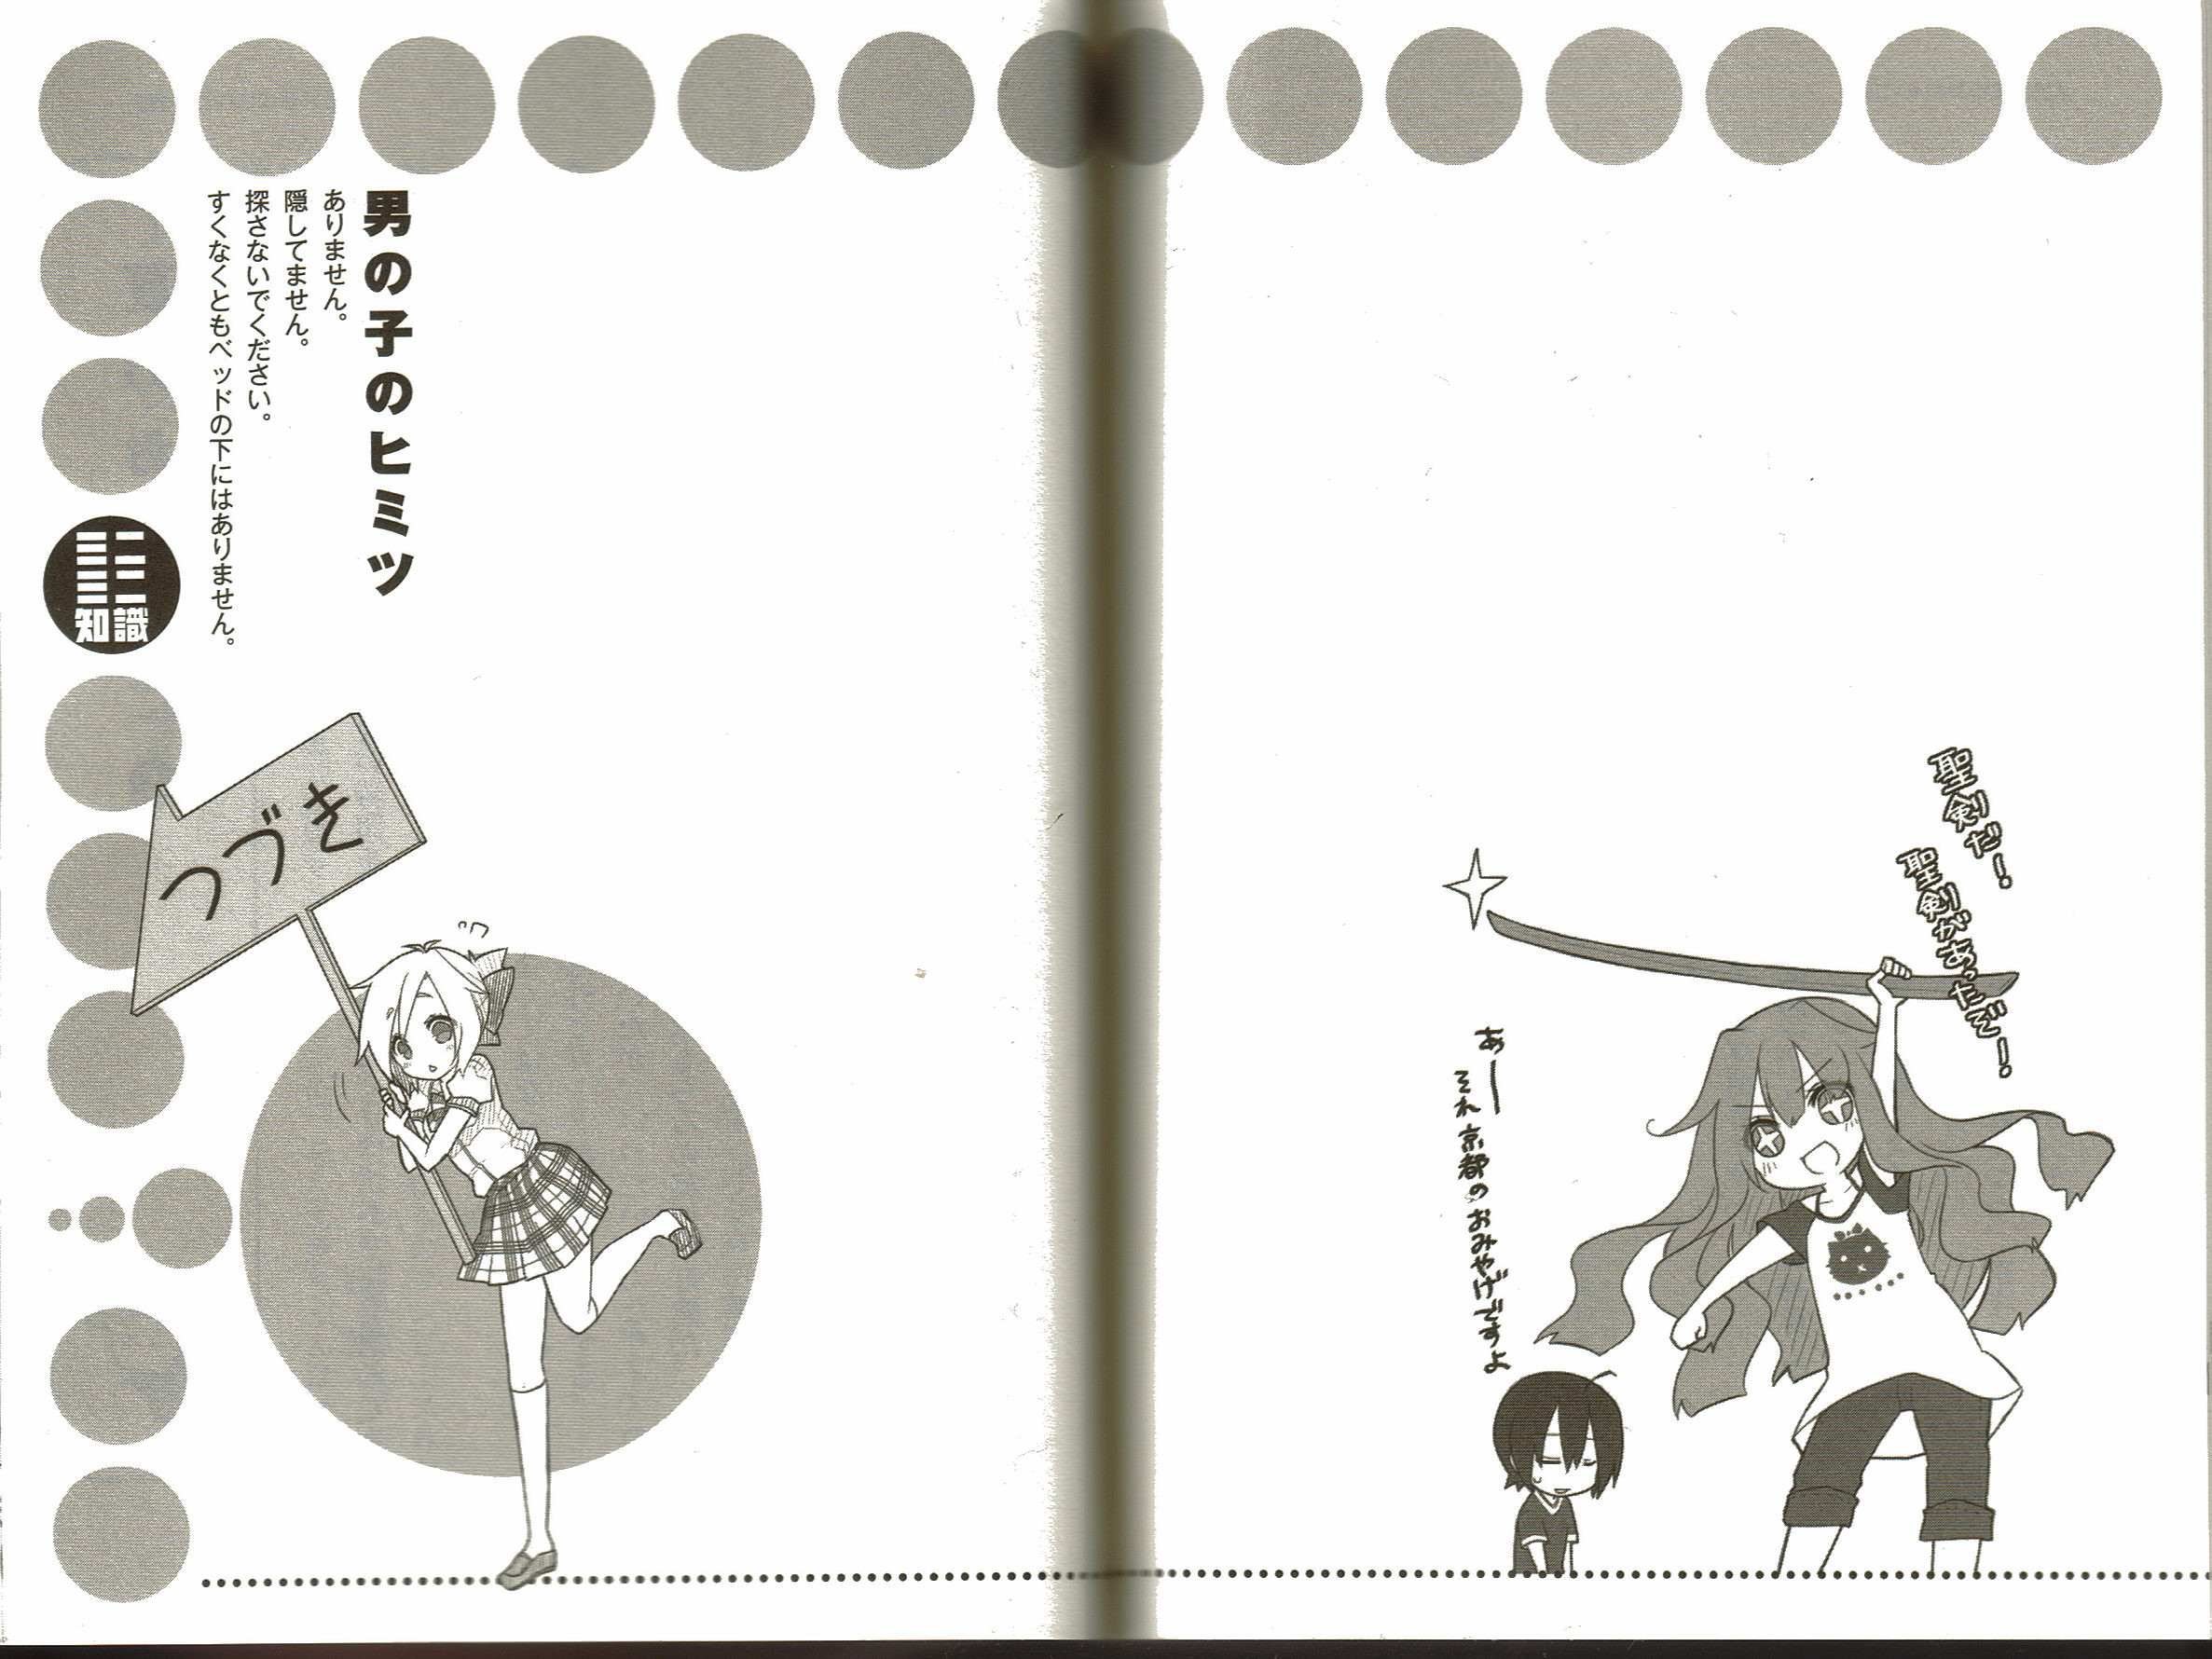 聖剣だー!
聖剣があったぞー!
あー
それ京都のおみやげですよ
男の子のヒミツ
ありません。
隠してません。
探さないでください。
すくなくともベッドの下にはありません。
ミニ
知識
つづき